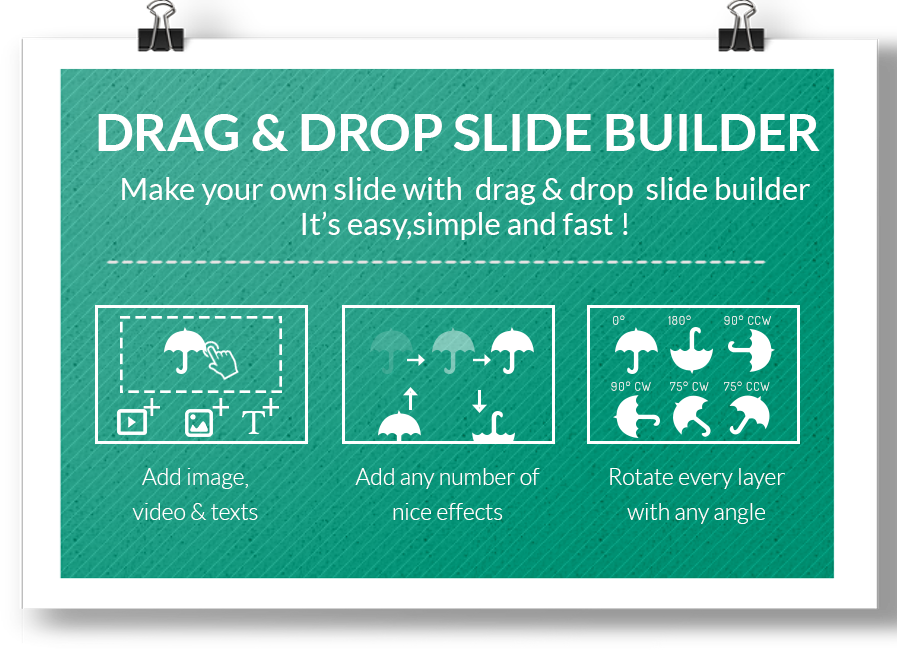 DRAG & DROP SLIDE BUILDER
Make your own slide with drag & drop slide builder
It's easy,simple and fast !
0° 180° 90° CCW
90° CW 75° CW 75° CCW
T
Add image,
video & texts
Add any number of
nice effects
Rotate every layer
with any angle